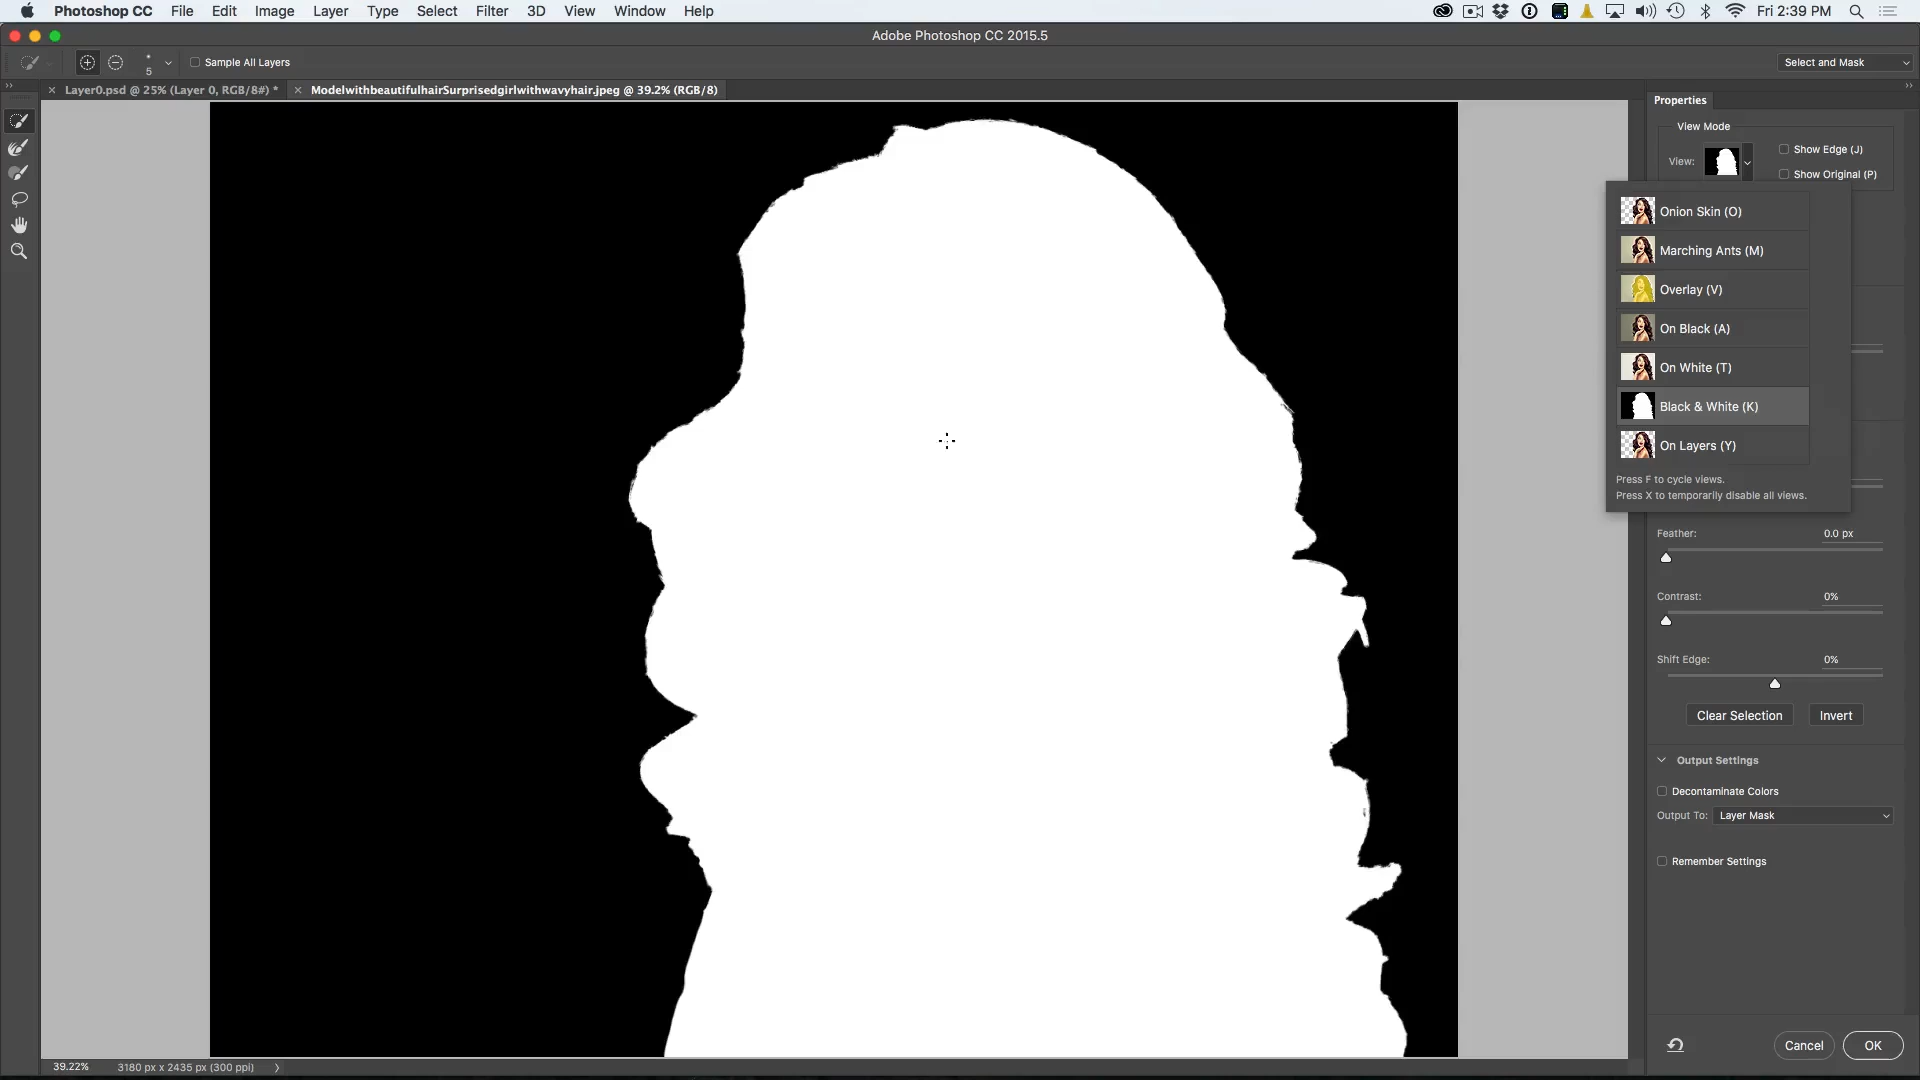 Photoshop CC File Edit Image Layer Type Select Filter 3D View Window Help Fri 2:39 PM
Adobe Photoshop CC 2015.5
5 Sample All Layers Select and Mask
Layer0.psd @ 25% (Layer 0, RGB/8#) * ModelwithbeautifulhairSurprisedgirlwithwavyhair.jpeg @ 39.2% (RGB/8)
Properties
View Mode
View:
Show Edge (J)
Show Original (P)
Onion Skin (O)
Marching Ants (M)
Overlay (V)
On Black (A)
On White (T)
Black & White (K)
On Layers (Y)
Press F to cycle views.
Press X to temporarily disable all views.
Feather: 0.0 px
Contrast: 0%
Shift Edge: 0%
Clear Selection Invert
Output Settings
Decontaminate Colors
Output To: Layer Mask
Remember Settings
Cancel OK
39.22% 3180 px x 2435 px (300 ppi)